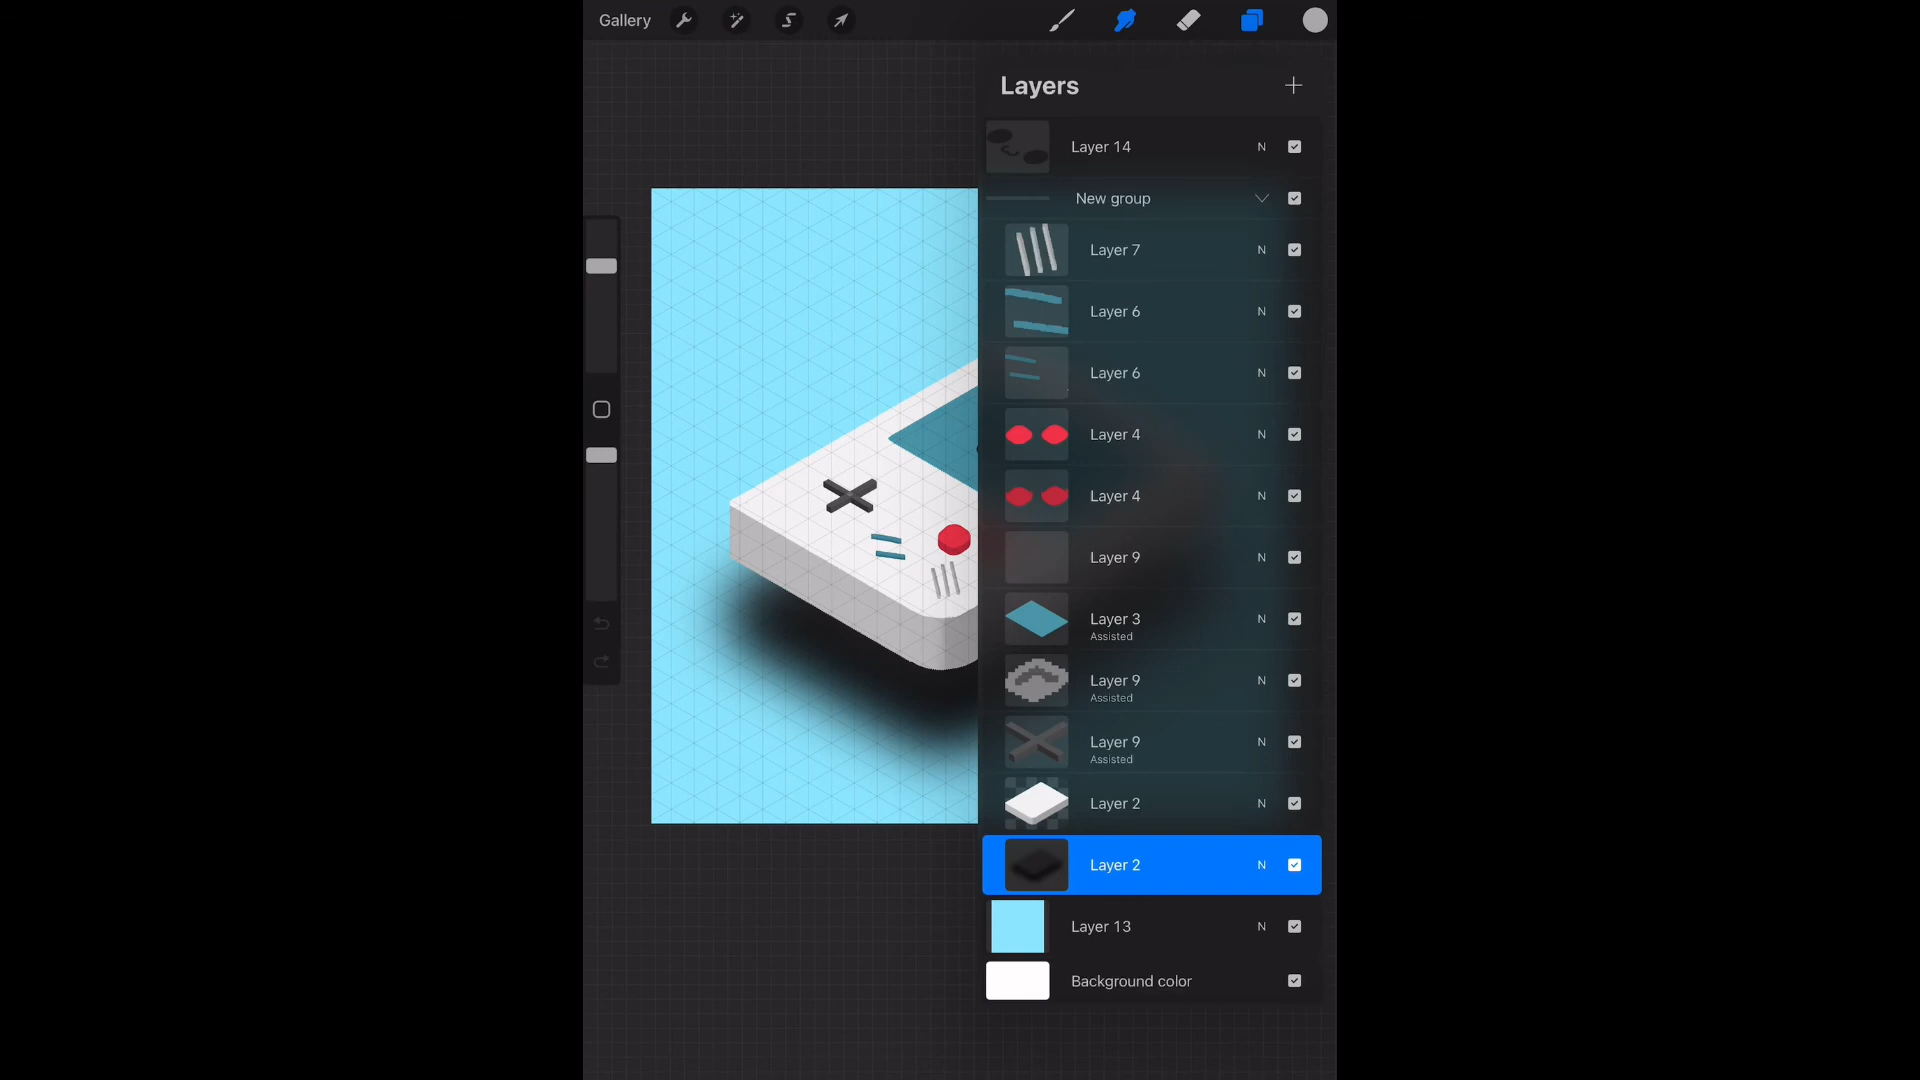 Gallery
Layers
Layer 14 N
New group
Layer 7 N
Layer 6 N
Layer 6 N
Layer 4 N
Layer 4 N
Layer 9 N
Layer 3 N
Assisted
Layer 9 N
Assisted
Layer 9 N
Assisted
Layer 2 N
Layer 2 N
Layer 13 N
Background color